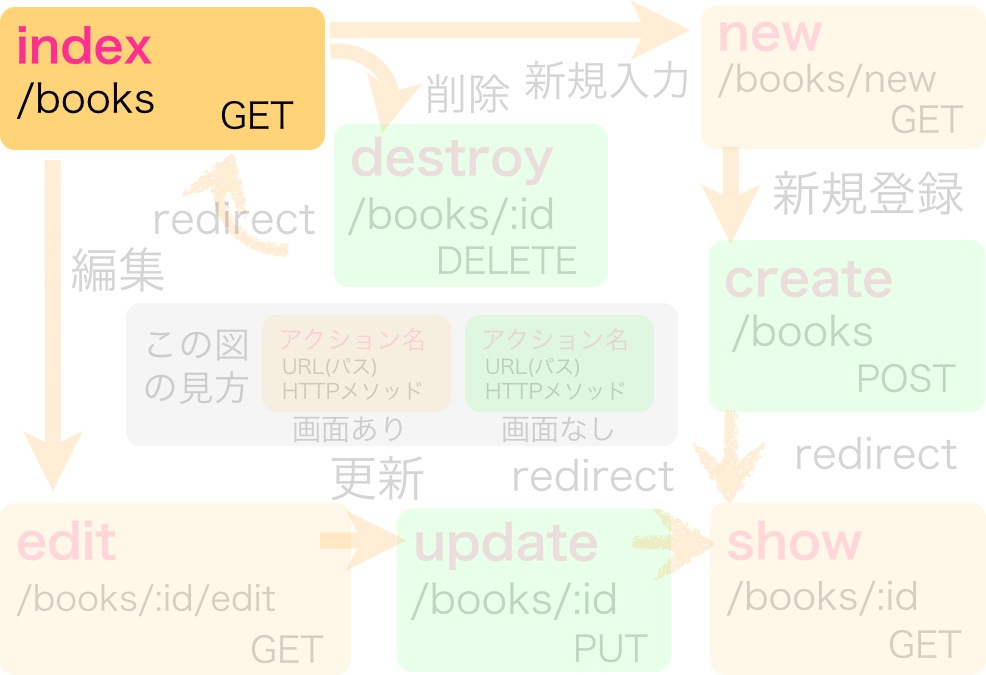 index
/books
GET
new
/books/new
GET
新規入力
削除
destroy
/books/:id
DELETE
redirect
編集
新規登録
create
/books
POST
この図
の見方
アクション名
URL(パス)
HTTPメソッド
画面あり
アクション名
URL(パス)
HTTPメソッド
画面なし
更新
redirect
redirect
edit
/books/:id/edit
GET
update
/books/:id
PUT
show
/books/:id
GET